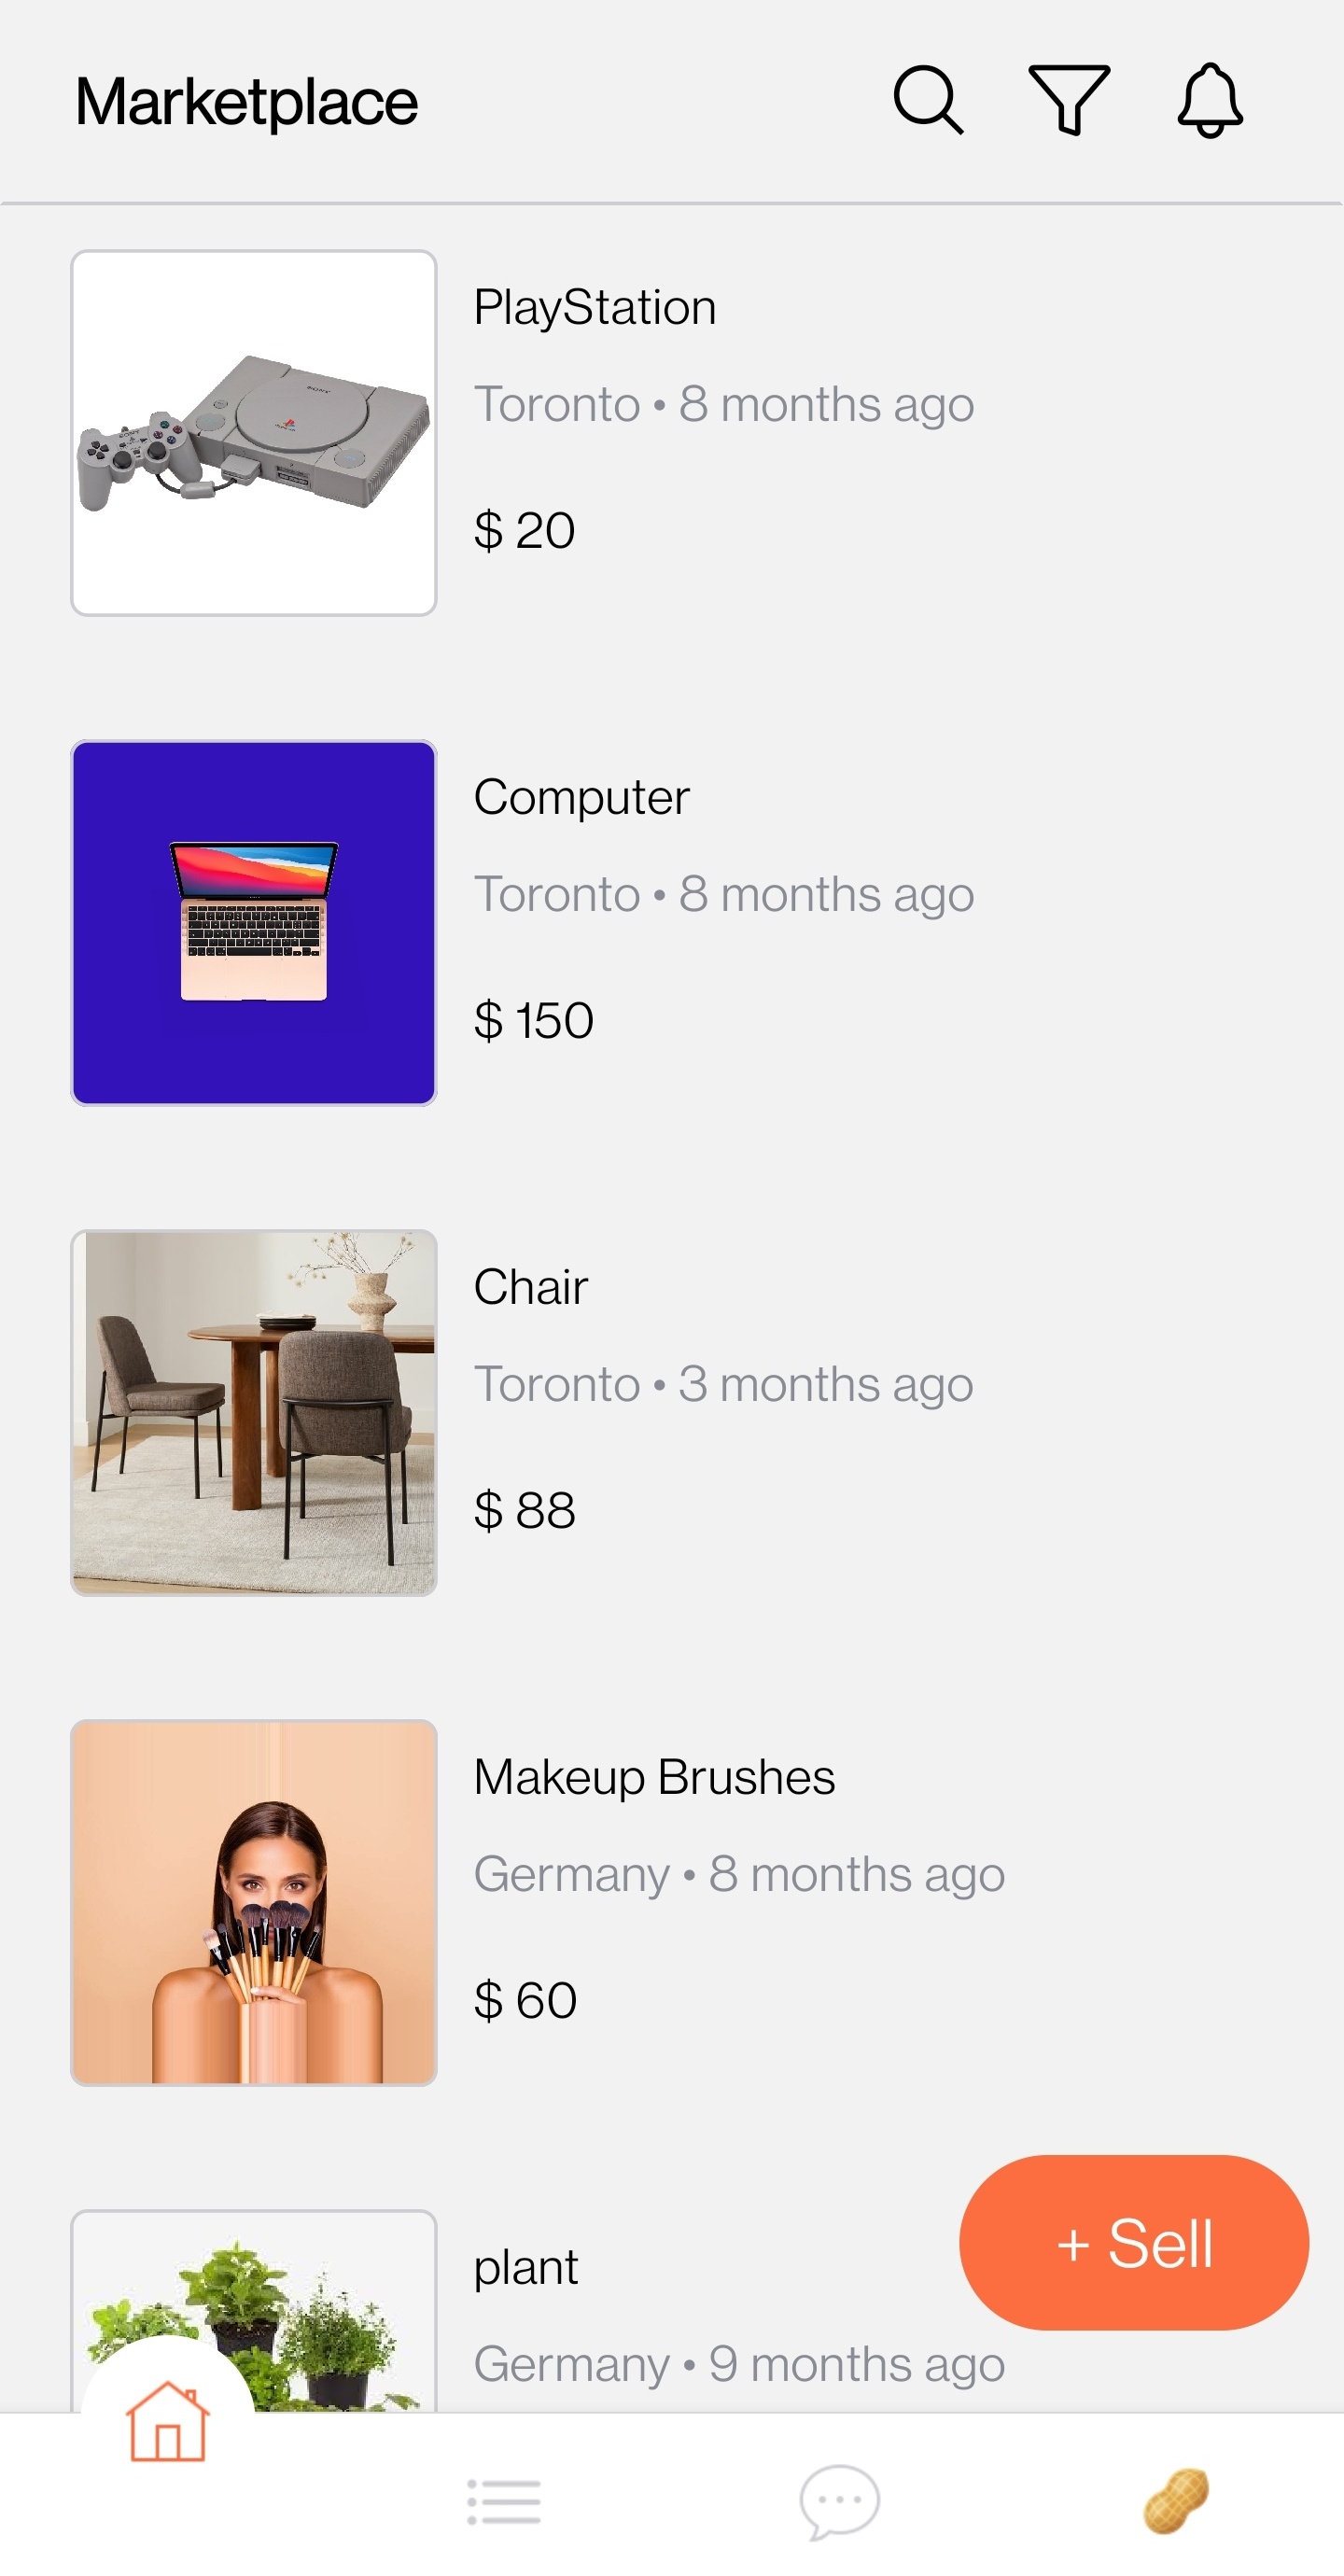 Marketplace
PlayStation
Toronto • 8 months ago
$ 20
SONY
Computer
Toronto • 8 months ago
$ 150
Chair
Toronto • 3 months ago
$ 88
Makeup Brushes
Germany • 8 months ago
$ 60
plant
Germany • 9 months ago
+ Sell